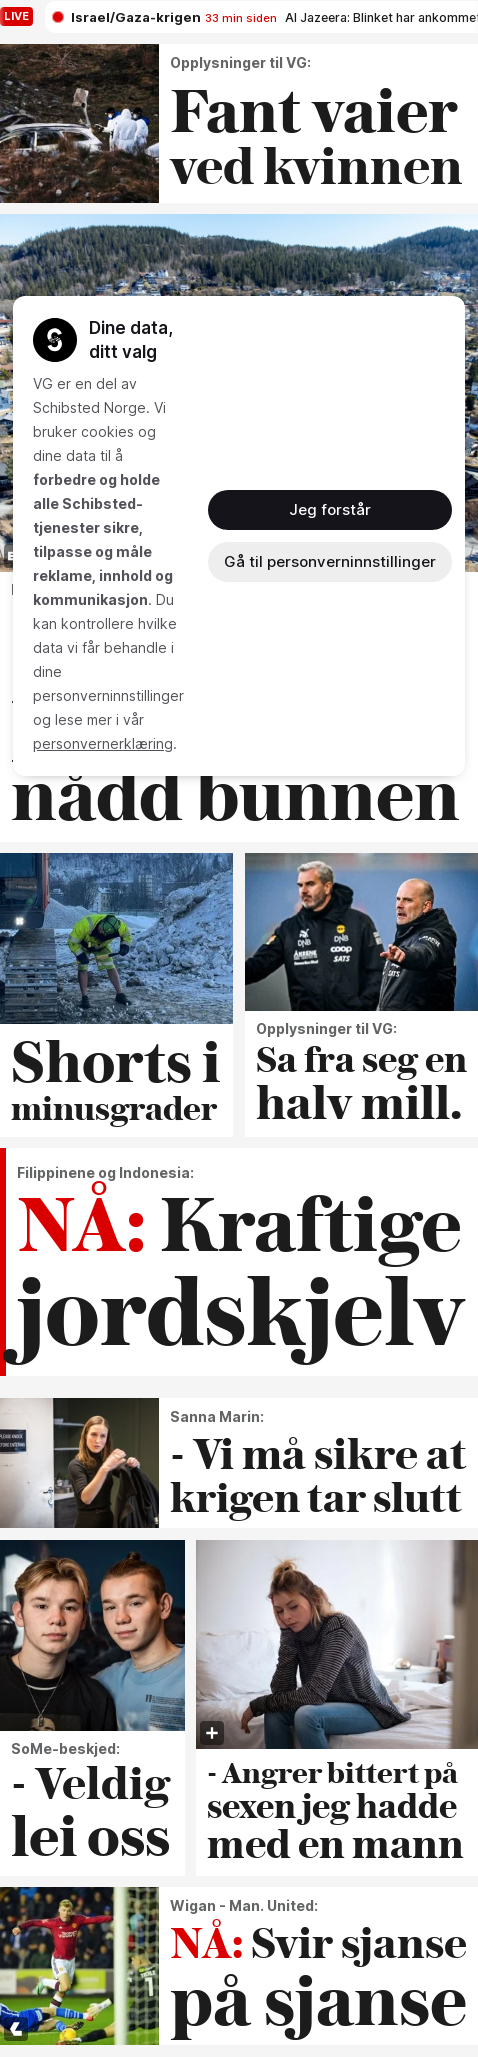 LIVE Israel/Gaza-krigen 33 min siden Al Jazeera: Blinket har ankommet
Opplysninger til VG:
Fant vaier
ved kvinnen
Dine data,
ditt valg
VG er en del av
Schibsted Norge. Vi
bruker cookies og
dine data til å
forbedre og holde
alle Schibsted-
tjenester sikre,
tilpasse og måle
reklame, innhold og
kommunikasjon. Du
kan kontrollere hvilke
data vi får behandle i
dine
personverninnstillinger
og lese mer i vår
personvernerklæring.
Jeg forstår
Gå til personverninnstillinger
nådd bunnen
Shorts i
minusgrader
Opplysninger til VG:
Sa fra seg en
halv mill.
Filippinene og Indonesia:
NÅ: Kraftige
jordskjelv
Sanna Marin:
- Vi må sikre at
krigen tar slutt
SoMe-beskjed:
- Veldig
lei oss
- Angrer bittert på
sexen jeg hadde
med en mann
Wigan - Man. United:
NÅ: Svir sjanse
på sjanse